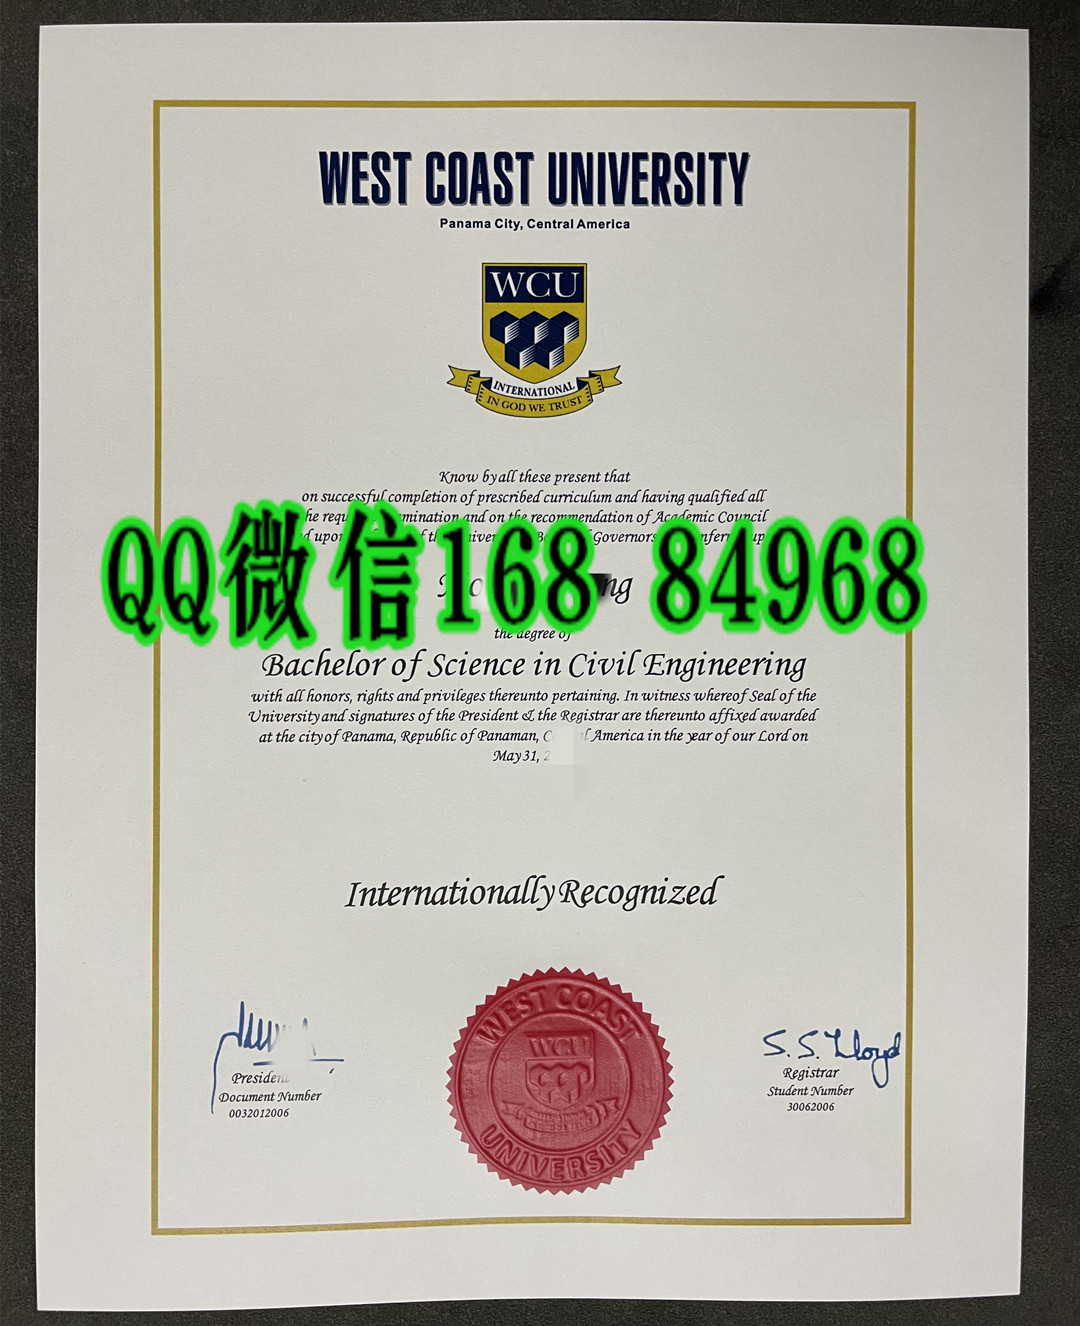 WEST COAST UNIVERSITY
Panama City, Central America
WCU
INTERNATIONAL
IN GOD WE TRUST
Know by all these present that
on successful completion of prescribed curriculum and having qualified all
the recommendation of Academic Council
upon Governors
QQ微信168 84968
the degree of
Bachelor of Science in Civil Engineering
with all honors, rights and privileges thereunto pertaining. In witness whereof Seal of the
University and signatures of the President & the Registrar are thereunto affixed awarded
at the city of Panama, Republic of Panaman, America in the year of our Lord on
May 31,
Internationally Recognized
S. S. Lloyd
President
Registrar
Document Number
Student Number
0032012006
30062006
WEST COAST
WCU
UNIVERSITY